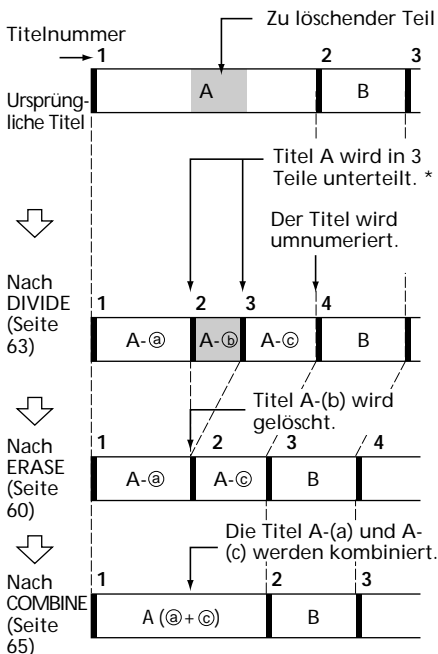 Zu löschender Teil
Titelnummer
1 2 3
Ursprüng-
liche Titel
A B
Titel A wird in 3
Teile unterteilt. *
Der Titel wird
umnumeriert.
Nach
DIVIDE
(Seite
63)
1 2 3 4
A-ⓐ A-ⓑ A-ⓒ B
Titel A-(b) wird
gelöscht.
Nach
ERASE
(Seite
60)
1 2 3 4
A-ⓐ A-ⓒ B
Die Titel A-(a) und A-
(c) werden kombiniert.
Nach
COMBINE
(Seite
65)
1 2 3
A (ⓐ+ⓒ) B